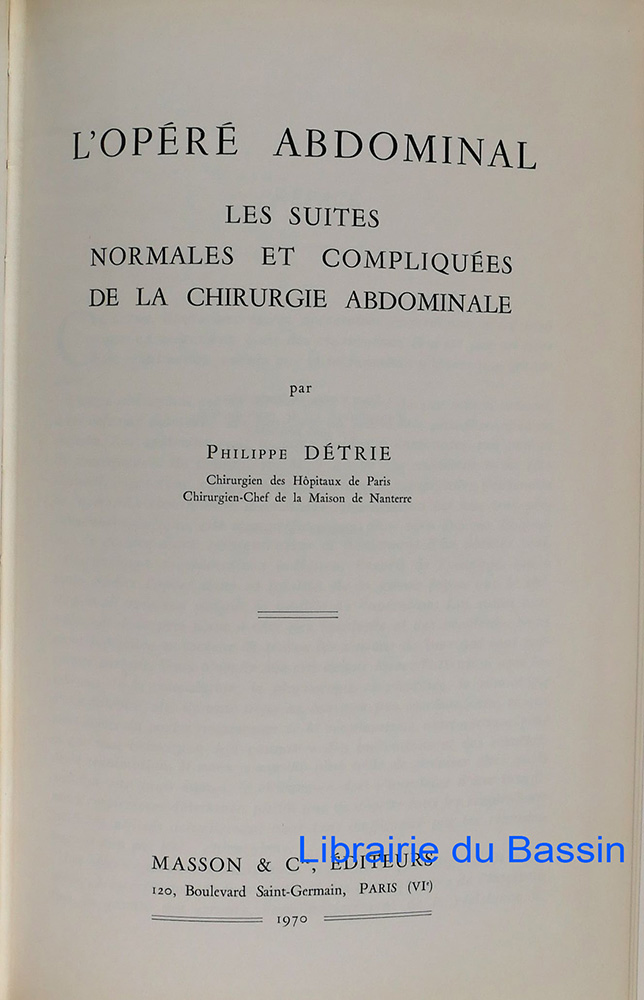 L'OPÉRÉ ABDOMINAL
LES SUITES
NORMALES ET COMPLIQUÉES
DE LA CHIRURGIE ABDOMINALE
par
PHILIPPE DÉTRIE
Chirurgien des Hôpitaux de Paris
Chirurgien-Chef de la Maison de Nanterre
Librairie du Bassin
MASSON & Cie, ÉDITEURS
120, Boulevard Saint-Germain, PARIS (VIe)
1970